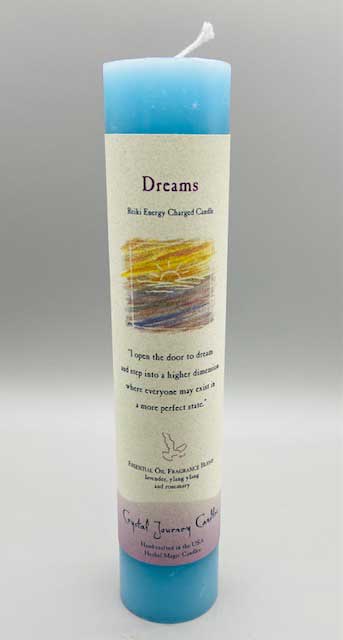 Dreams
Reiki Energy Charged Candle
"I open the door to dream
and step into a higher dimension
where everyone may exist in
a more perfect state."
Essential Oil Fragrance Blend
lavender, ylang ylang
and rosemary
Crystal Journey Candles
Handcrafted in the USA
Herbal Magic Candles